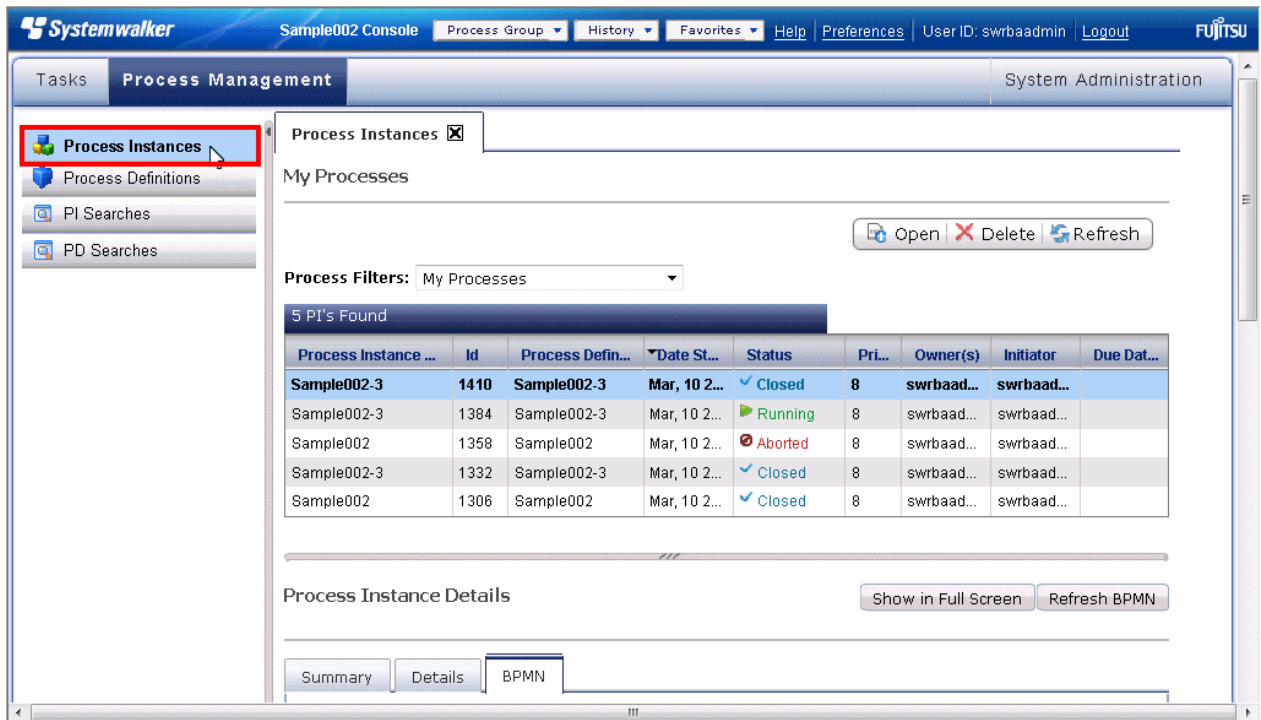 Systemwalker Sample002 Console Process Group History Favorites Help Preferences User ID: swrbaadmin Logout FUJITSU
Tasks Process Management System Administration
Process Instances
Process Definitions
PI Searches
PD Searches
Process Instances
My Processes
Open Delete Refresh
Process Filters: My Processes
5 PI's Found
Process Instance ... Id Process Defin... Date St... Status Pri... Owner(s) Initiator Due Dat...
Sample002-3 1410 Sample002-3 Mar, 10 2... Closed 8 swrbaad... swrbaad...
Sample002-3 1384 Sample002-3 Mar, 10 2... Running 8 swrbaad... swrbaad...
Sample002 1358 Sample002 Mar, 10 2... Aborted 8 swrbaad... swrbaad...
Sample002-3 1332 Sample002-3 Mar, 10 2... Closed 8 swrbaad... swrbaad...
Sample002 1306 Sample002 Mar, 10 2... Closed 8 swrbaad... swrbaad...
Process Instance Details Show in Full Screen Refresh BPMN
Summary Details BPMN